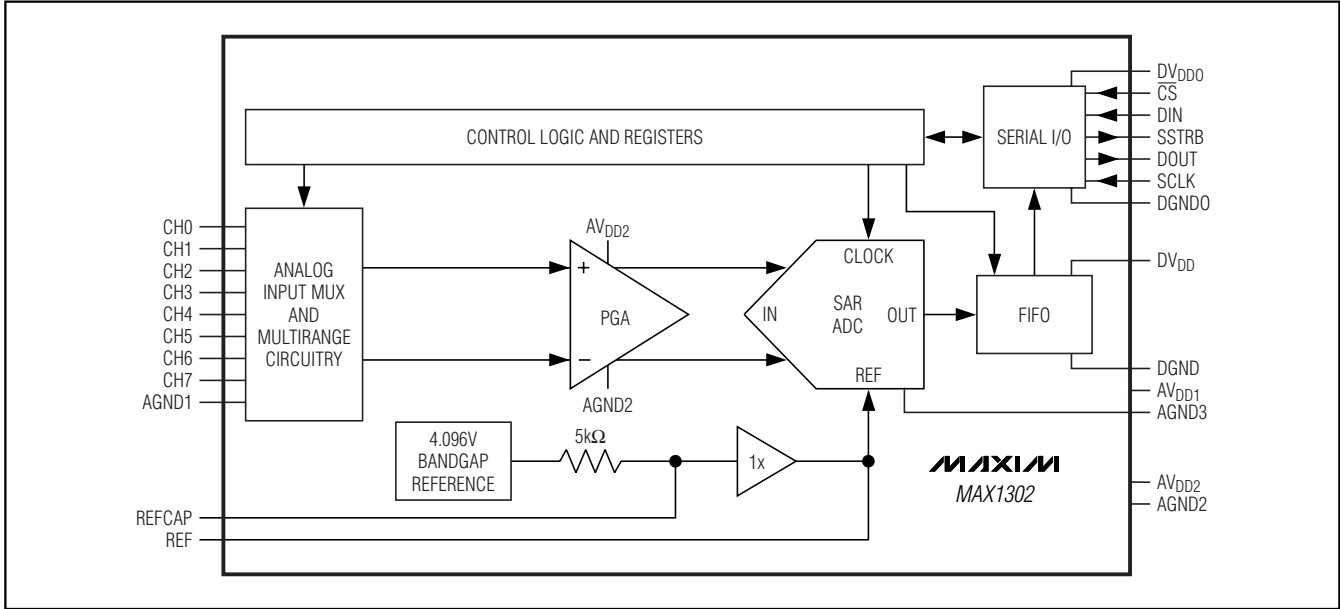 CONTROL LOGIC AND REGISTERS
SERIAL I/O
DVDDO
CS
DIN
SSTRB
DOUT
SCLK
DGNDO
CH0
CH1
CH2
CH3
CH4
CH5
CH6
CH7
AGND1
ANALOG
INPUT MUX
AND
MULTIRANGE
CIRCUITRY
AVDD2
+
PGA
−
AGND2
CLOCK
IN
SAR
ADC
OUT
REF
FIFO
DVDD
DGND
AVDD1
AGND3
4.096V
BANDGAP
REFERENCE
5kΩ
1x
MAXIM
MAX1302
AVDD2
AGND2
REFCAP
REF